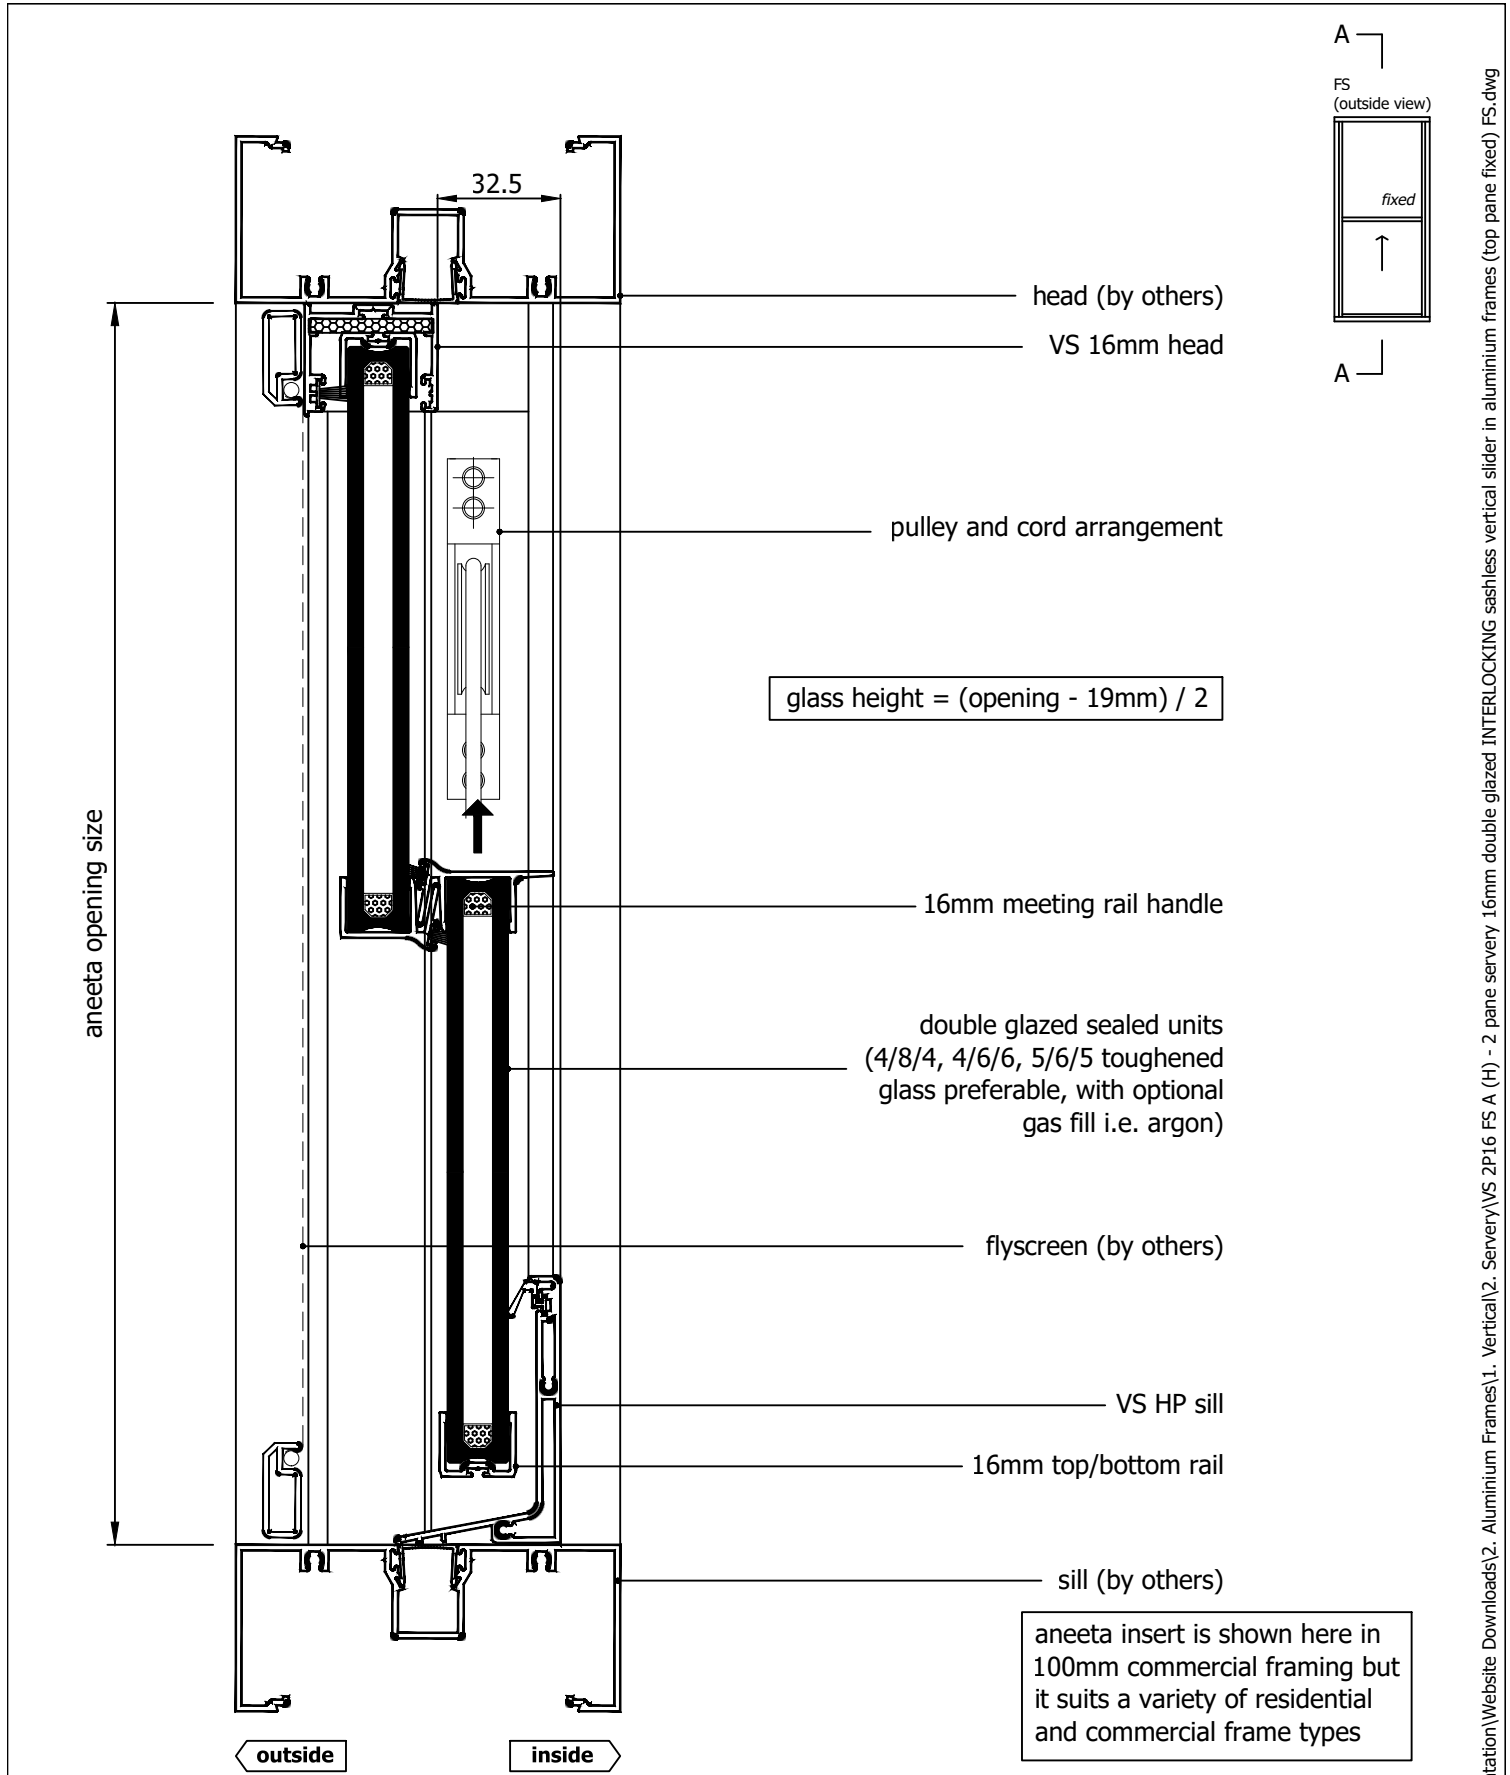 A
FS
(outside view)
fixed
A
32.5
head (by others)
VS 16mm head
pulley and cord arrangement
glass height = (opening - 19mm) / 2
aneeta opening size
16mm meeting rail handle
double glazed sealed units
(4/8/4, 4/6/6, 5/6/5 toughened
glass preferable, with optional
gas fill i.e. argon)
flyscreen (by others)
VS HP sill
16mm top/bottom rail
sill (by others)
aneeta insert is shown here in
100mm commercial framing but
it suits a variety of residential
and commercial frame types
outside
inside
ntation\Website Downloads\2. Aluminium Frames\1. Vertical\2. Servery\VS 2P16 FS A (H) - 2 pane servery 16mm double glazed INTERLOCKING sashless vertical slider in aluminium frames (top pane fixed) FS.dwg